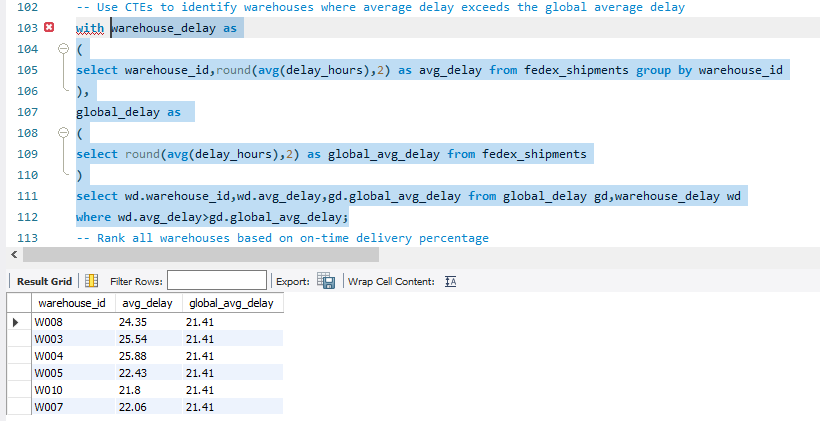 102 -- Use CTEs to identify warehouses where average delay exceeds the global average delay
103 with warehouse_delay as
104 (
105 select warehouse_id,round(avg(delay_hours),2) as avg_delay from fedex_shipments group by warehouse_id
106 ),
107 global_delay as
108 (
109 select round(avg(delay_hours),2) as global_avg_delay from fedex_shipments
110 )
111 select wd.warehouse_id,wd.avg_delay,gd.global_avg_delay from global_delay gd,warehouse_delay wd
112 where wd.avg_delay>gd.global_avg_delay;
113 -- Rank all warehouses based on on-time delivery percentage
Result Grid Filter Rows: Export: Wrap Cell Content: IA
warehouse_id avg_delay global_avg_delay
W008 24.35 21.41
W003 25.54 21.41
W004 25.88 21.41
W005 22.43 21.41
W010 21.8 21.41
W007 22.06 21.41